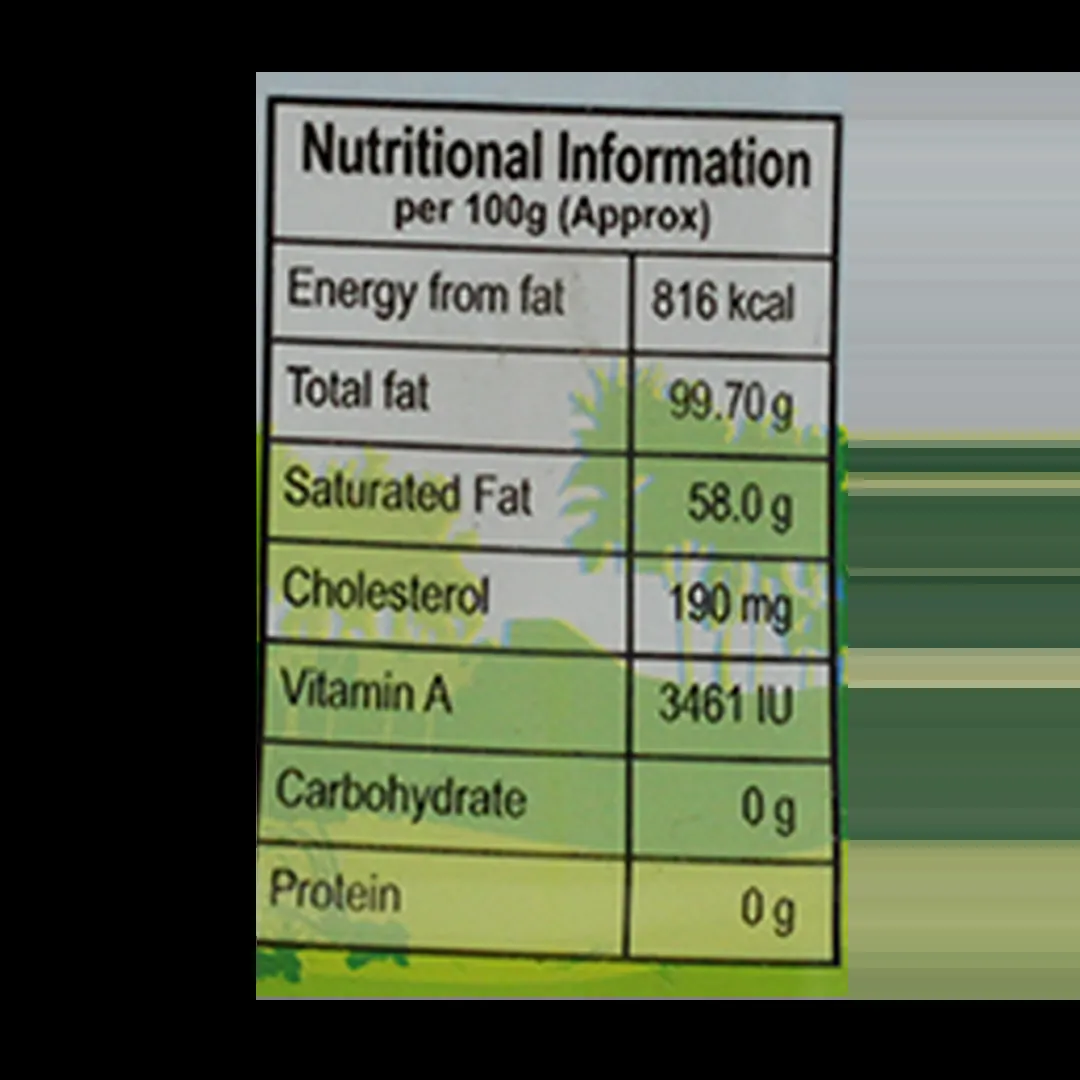 Nutritional Information
per 100g (Approx)
Energy from fat 816 kcal
Total fat 99.70 g
Saturated Fat 58.0 g
Cholesterol 190 mg
Vitamin A 3461 IU
Carbohydrate 0 g
Protein 0 g